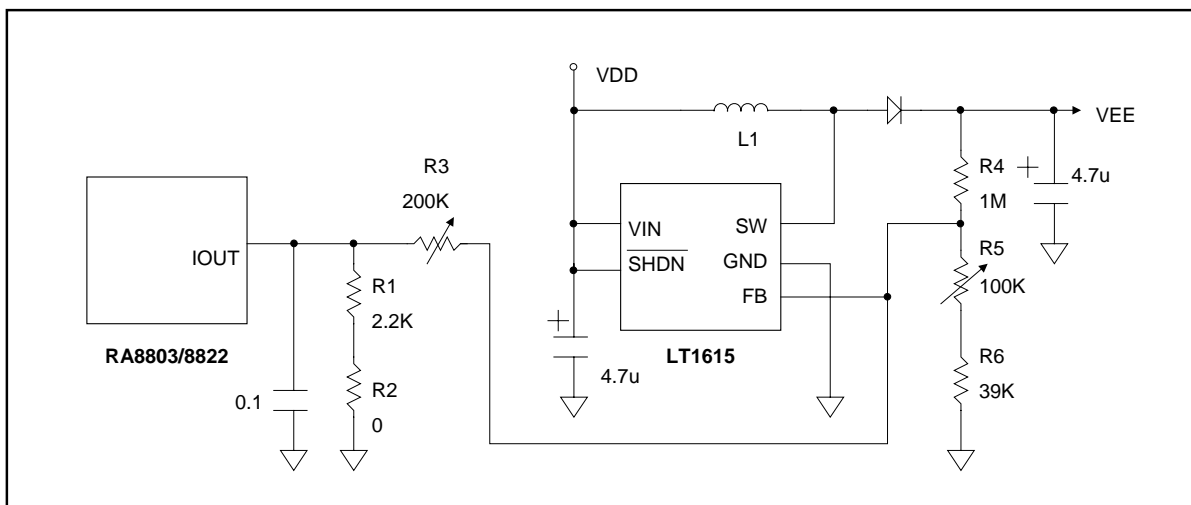 VDD
VEE
L1
R3
200K
R4
1M
4.7u
VIN
SW
IOUT
SHDN
GND
R5
100K
R1
2.2K
FB
RA8803/8822
LT1615
4.7u
R2
0
0.1
R6
39K